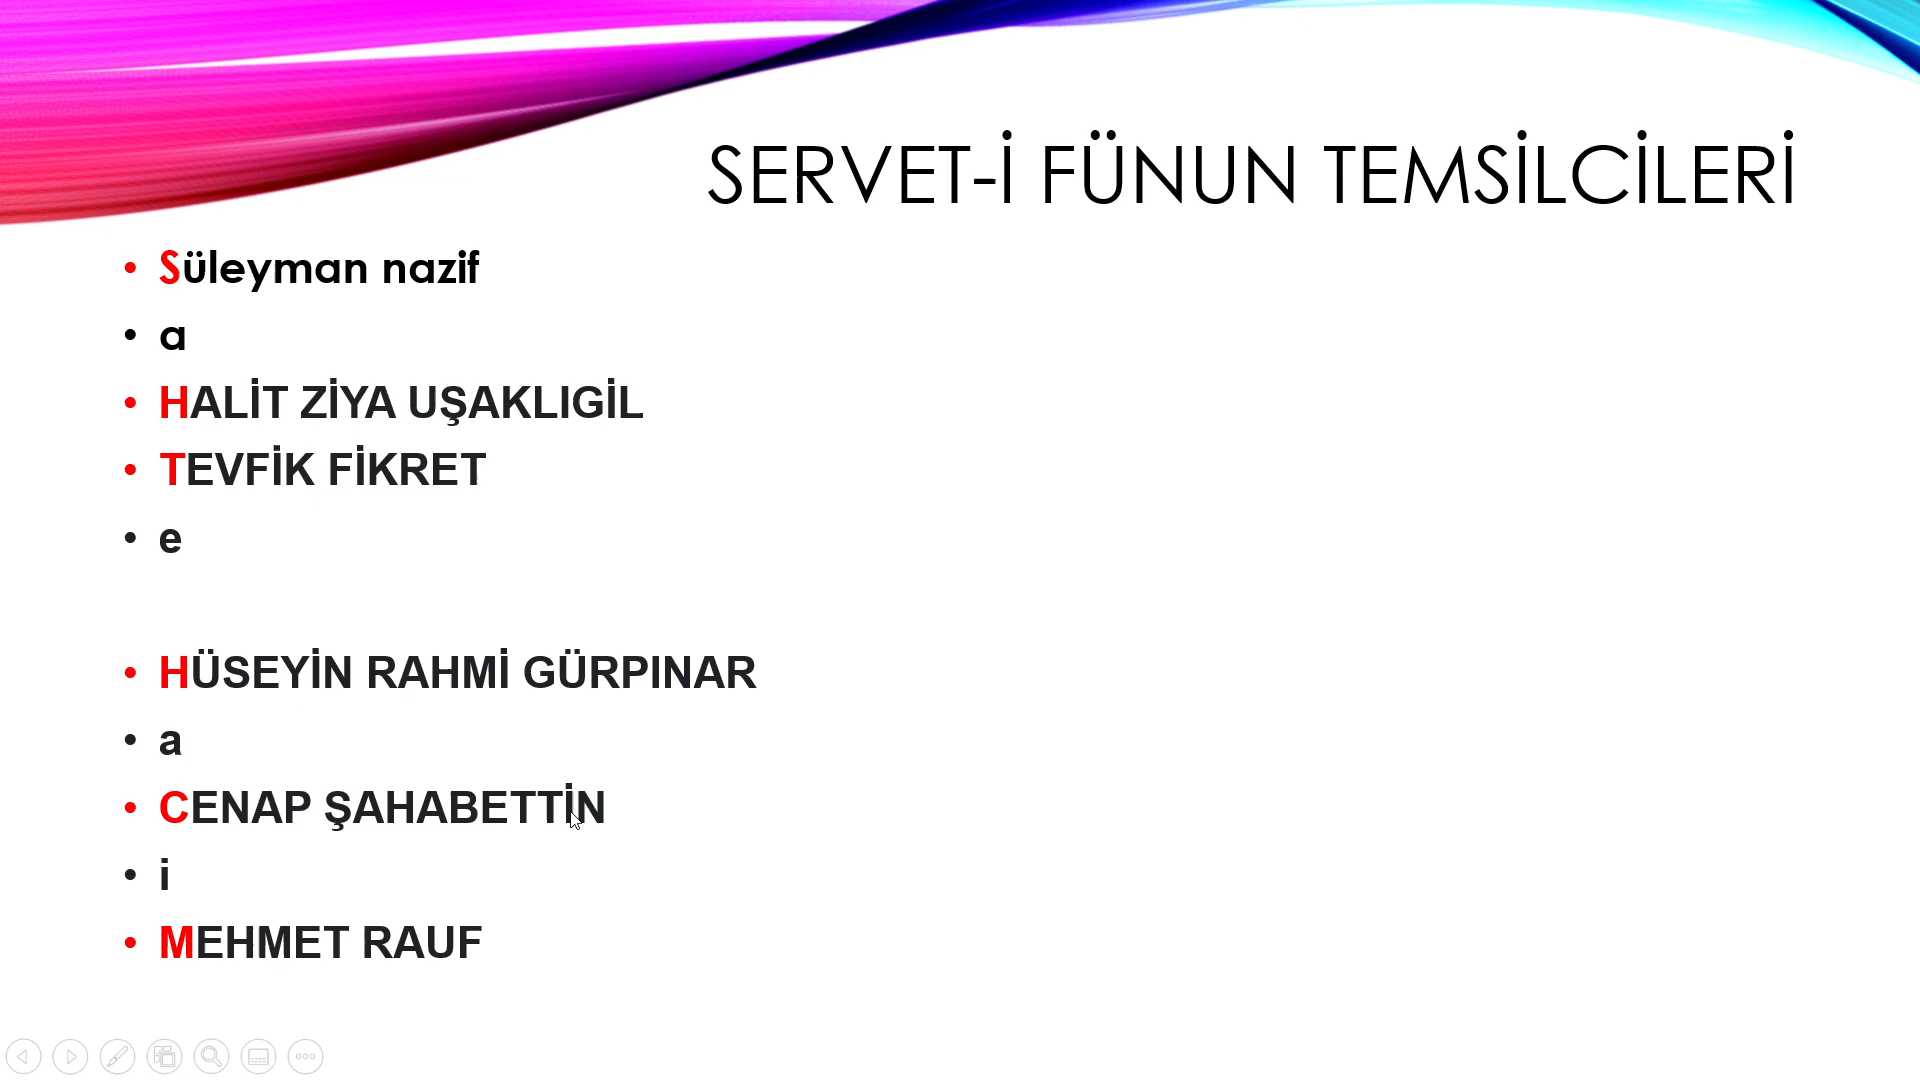 SERVET-İ FÜNUN TEMSİLCİLERİ
• Süleyman nazif
• a
• HALİT ZİYA UŞAKLIGİL
• TEVFİK FİKRET
• e
• HÜSEYİN RAHMİ GÜRPINAR
• a
• CENAP ŞAHABETTİN
• i
• MEHMET RAUF